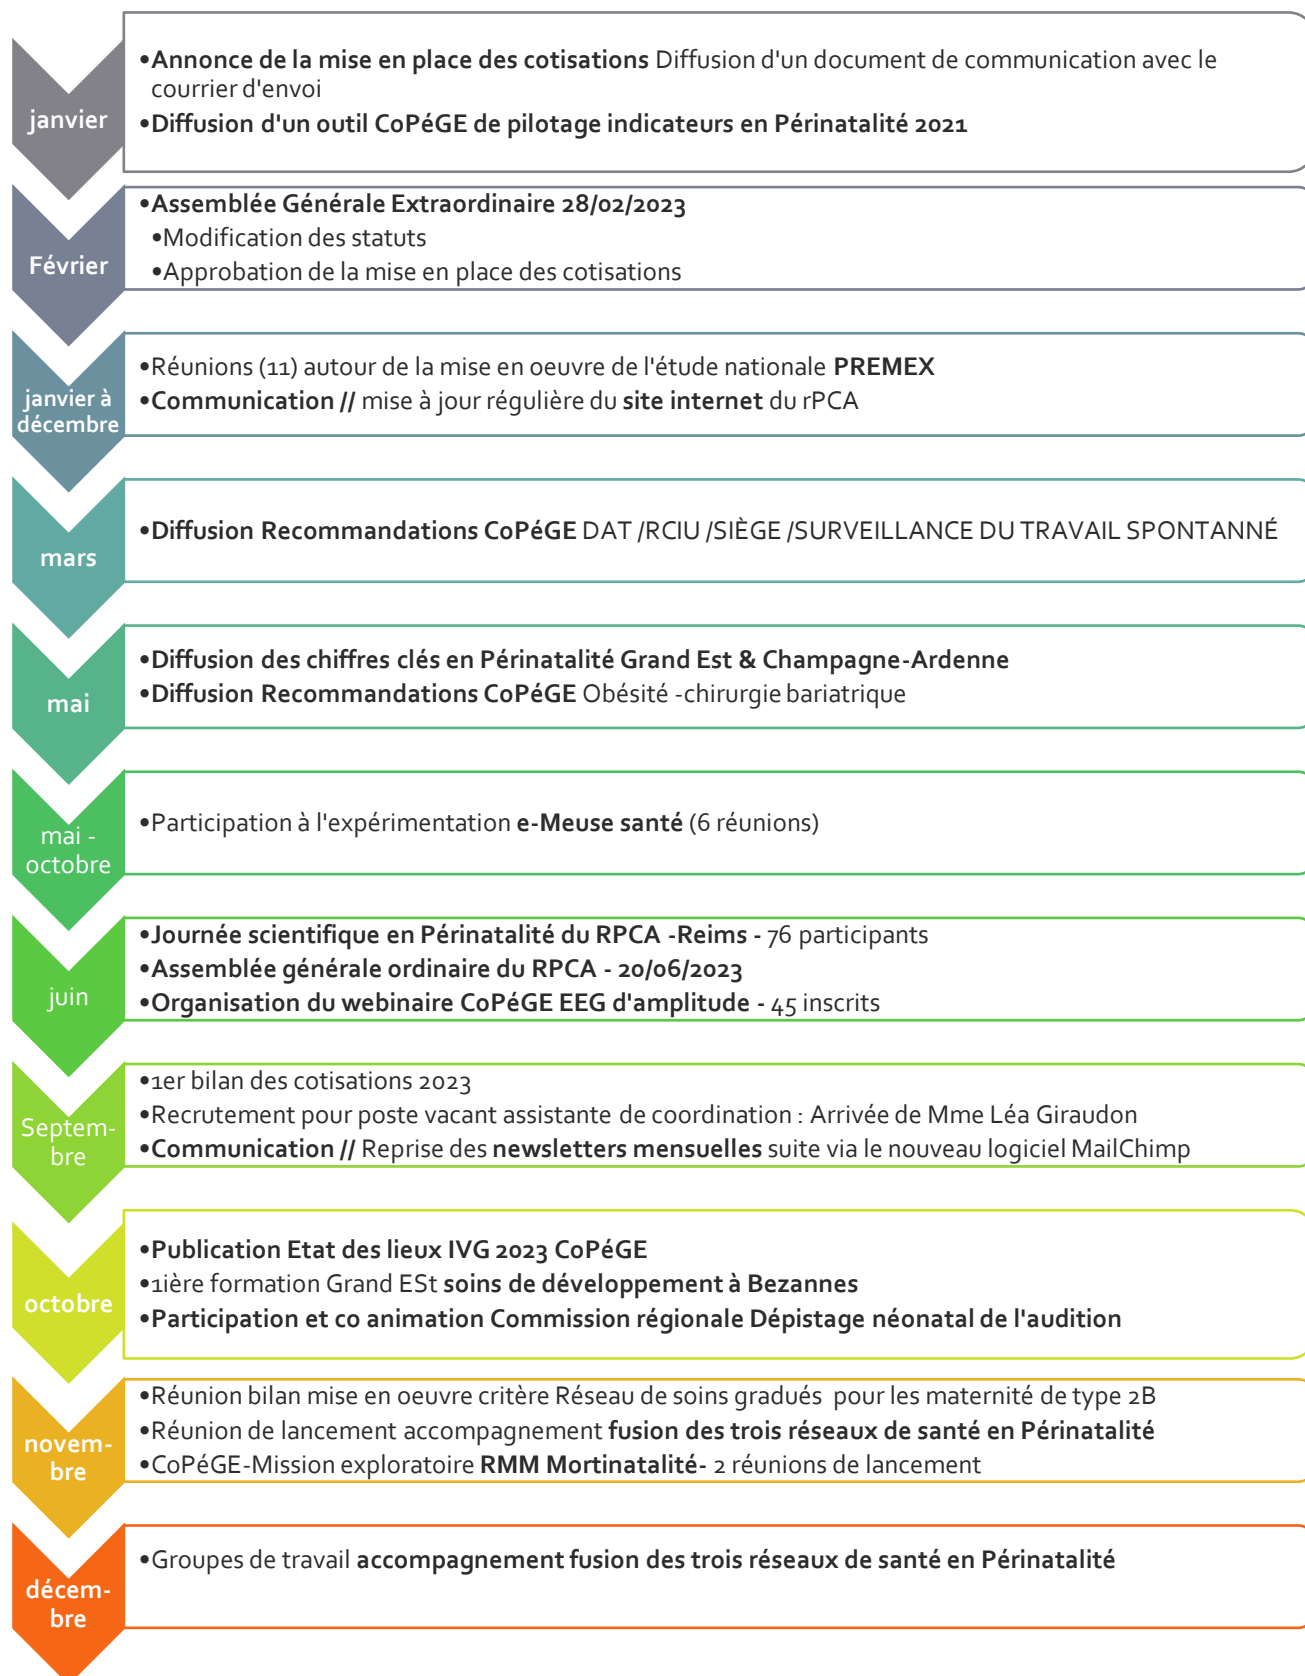 janvier
•Annonce de la mise en place des cotisations Diffusion d'un document de communication avec le
courrier d'envoi
•Diffusion d'un outil CoPéGE de pilotage indicateurs en Périnatalité 2021
Février
•Assemblée Générale Extraordinaire 28/02/2023
•Modification des statuts
•Approbation de la mise en place des cotisations
janvier à
décembre
•Réunions (11) autour de la mise en oeuvre de l'étude nationale PREMEX
•Communication // mise à jour régulière du site internet du rPCA
mars
•Diffusion Recommandations CoPéGE DAT /RCIU /SIÈGE /SURVEILLANCE DU TRAVAIL SPONTANNÉ
mai
•Diffusion des chiffres clés en Périnatalité Grand Est & Champagne-Ardenne
•Diffusion Recommandations CoPéGE Obésité -chirurgie bariatrique
mai -
octobre
•Participation à l'expérimentation e-Meuse santé (6 réunions)
juin
•Journée scientifique en Périnatalité du RPCA -Reims - 76 participants
•Assemblée générale ordinaire du RPCA - 20/06/2023
•Organisation du webinaire CoPéGE EEG d'amplitude - 45 inscrits
Septem-
bre
•1er bilan des cotisations 2023
•Recrutement pour poste vacant assistante de coordination : Arrivée de Mme Léa Giraudon
•Communication // Reprise des newsletters mensuelles suite via le nouveau logiciel MailChimp
octobre
•Publication Etat des lieux IVG 2023 CoPéGE
•1ière formation Grand ESt soins de développement à Bezannes
•Participation et co animation Commission régionale Dépistage néonatal de l'audition
novem-
bre
•Réunion bilan mise en oeuvre critère Réseau de soins gradués pour les maternité de type 2B
•Réunion de lancement accompagnement fusion des trois réseaux de santé en Périnatalité
•CoPéGE-Mission exploratoire RMM Mortinatalité- 2 réunions de lancement
décem-
bre
•Groupes de travail accompagnement fusion des trois réseaux de santé en Périnatalité